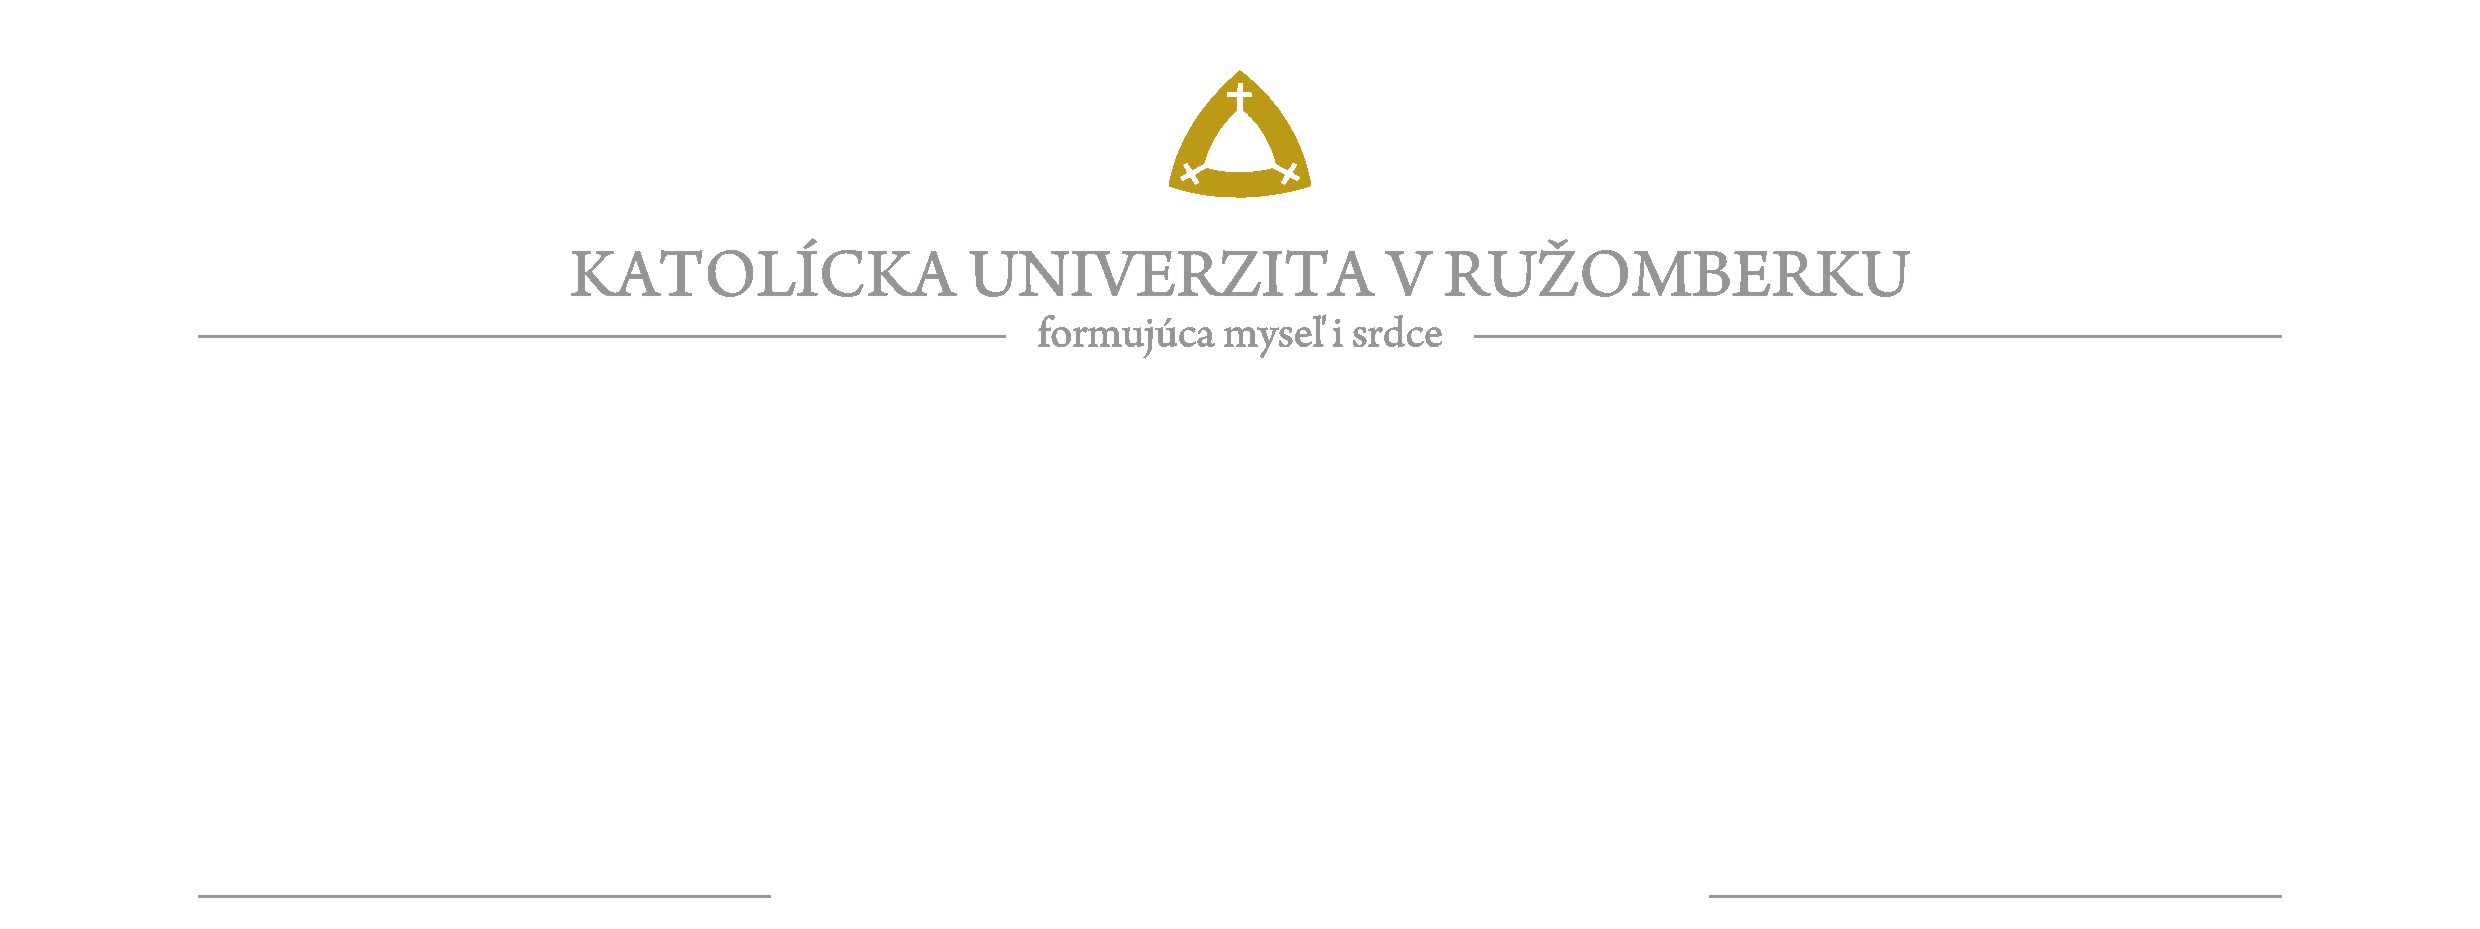 KATOLÍCKA UNIVERZITA V RUŽOMBERKU
formujúca myseľ i srdce